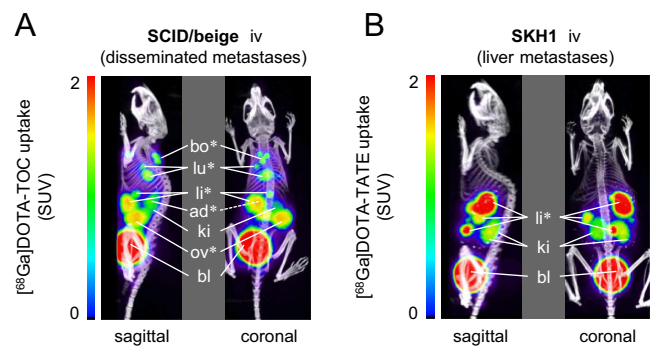 A
SCID/beige iv
(disseminated metastases)
2
[⁶⁸Ga]DOTA-TOC uptake
(SUV)
0
bo*
lu*
li*
ad*
ki
ov*
bl
sagittal
coronal
B
SKH1 iv
(liver metastases)
2
[⁶⁸Ga]DOTA-TATE uptake
(SUV)
0
li*
ki
bl
sagittal
coronal